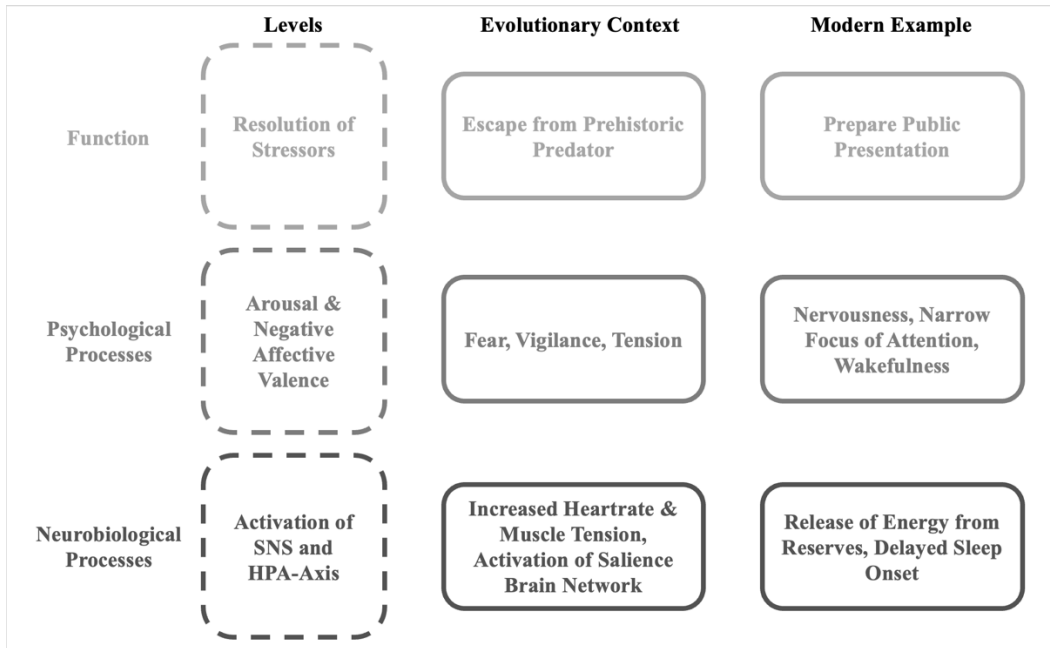 Levels
Evolutionary Context
Modern Example
Function
Resolution of
Stressors
Escape from Prehistoric
Predator
Prepare Public
Presentation
Psychological
Processes
Arousal &
Negative
Affective
Valence
Fear, Vigilance, Tension
Nervousness, Narrow
Focus of Attention,
Wakefulness
Neurobiological
Processes
Activation of
SNS and
HPA-Axis
Increased Heartrate &
Muscle Tension,
Activation of Salience
Brain Network
Release of Energy from
Reserves, Delayed Sleep
Onset